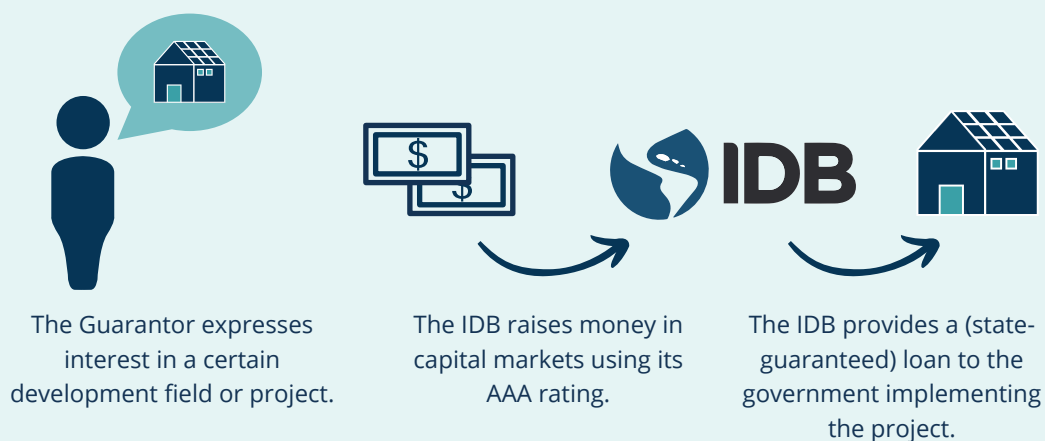 $
$
IDB
The Guarantor expresses
interest in a certain
development field or project.
The IDB raises money in
capital markets using its
AAA rating.
The IDB provides a (state-
guaranteed) loan to the
government implementing
the project.